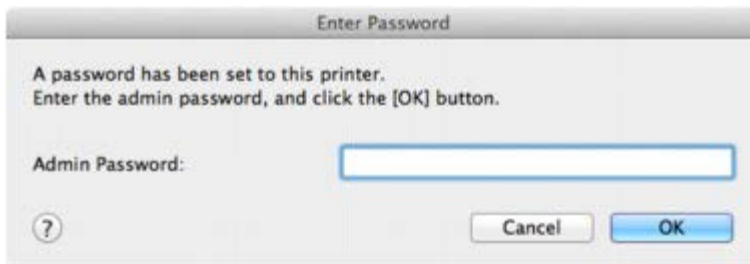 Enter Password
A password has been set to this printer.
Enter the admin password, and click the [OK] button.
Admin Password:
?
Cancel
OK